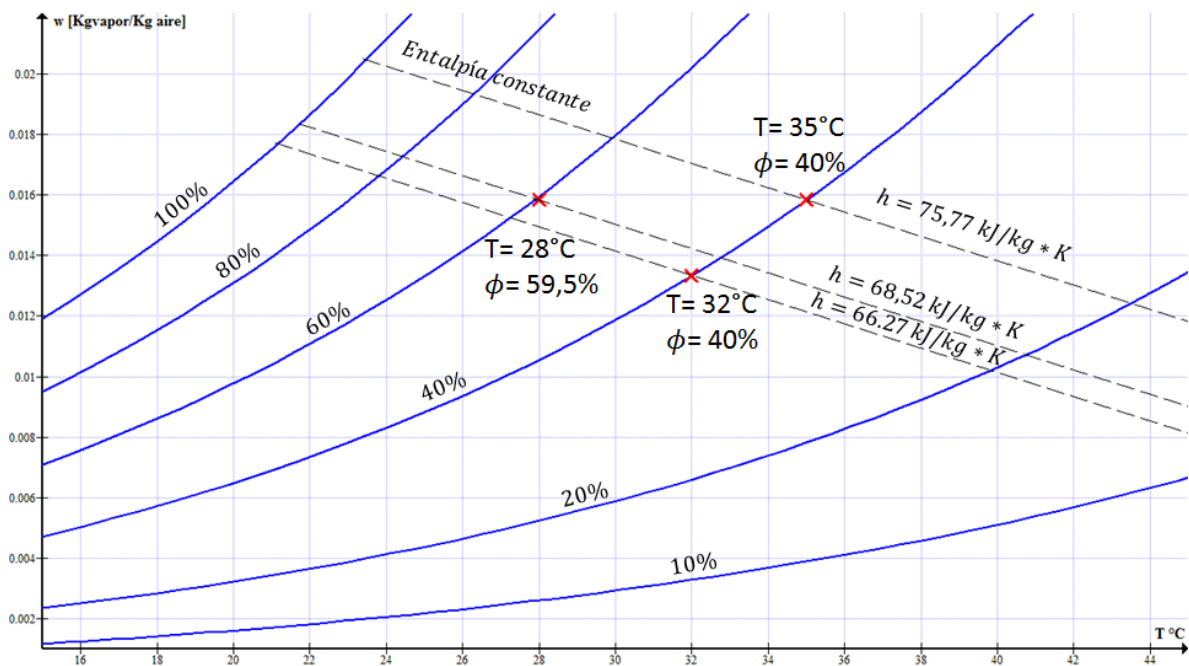 w [Kgvapor/Kg aire]
Entalpía constante
T= 35°C
ϕ= 40%
h = 75,77 kJ/kg * K
T= 28°C
ϕ= 59,5%
h = 68,52 kJ/kg * K
h = 66.27 kJ/kg * K
T= 32°C
ϕ= 40%
100%
80%
60%
40%
20%
10%
0.02
0.018
0.016
0.014
0.012
0.01
0.008
0.006
0.004
0.002
T °C
16 18 20 22 24 26 28 30 32 34 36 38 40 42 44